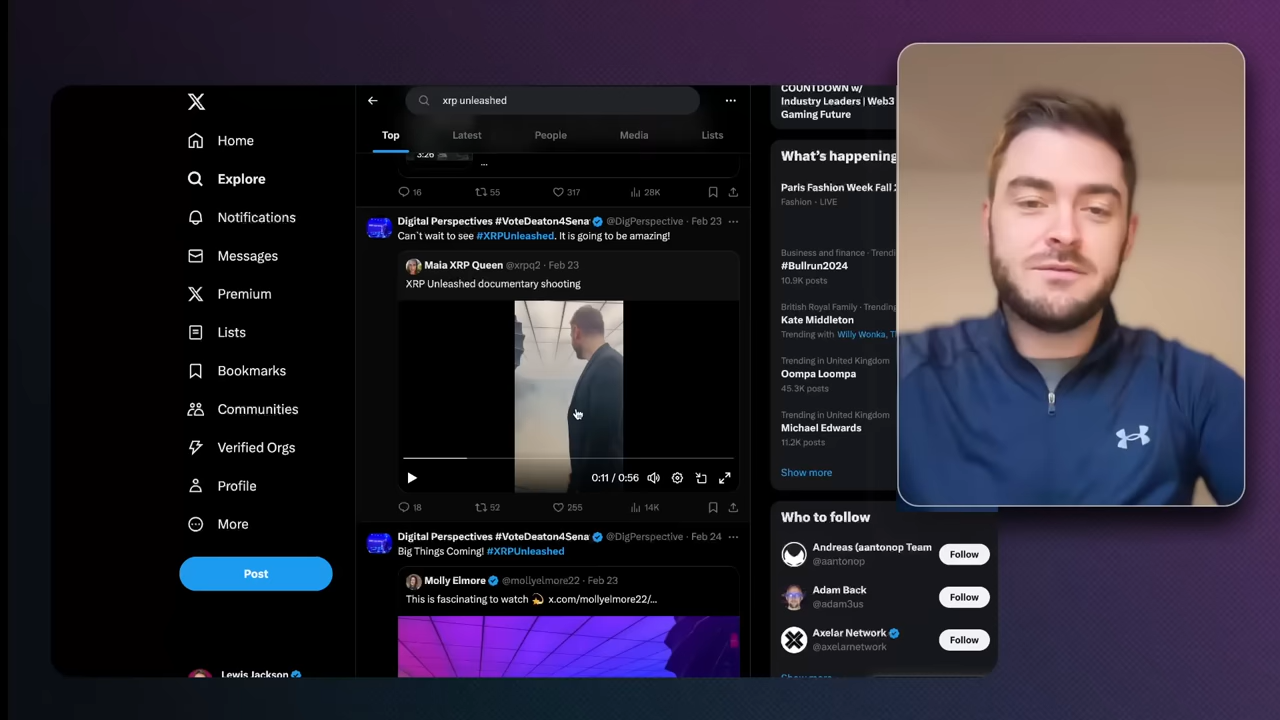 Home
Explore
Notifications
Messages
Premium
Lists
Bookmarks
Communities
Verified Orgs
Profile
More
Post
Lewis Jackson
xrp unleashed
Top
Latest
People
Media
Lists
3:26
...
16
55
317
28K
Digital Perspectives #VoteDeaton4Sena
@DigPerspective · Feb 23
Can`t wait to see #XRPUnleashed. It is going to be amazing!
Maia XRP Queen @xrpq2 · Feb 23
XRP Unleashed documentary shooting
0:11 / 0:56
18
52
255
14K
Digital Perspectives #VoteDeaton4Sena
@DigPerspective · Feb 24
Big Things Coming! #XRPUnleashed
Molly Elmore @mollyelmore22 · Feb 23
This is fascinating to watch 💫 x.com/mollyelmore22/...
COUNTDOWN w/
Industry Leaders | Web3
Gaming Future
What's happening
Paris Fashion Week Fall
Fashion · LIVE
Business and finance · Trendi
#Bullrun2024
10.9K posts
British Royal Family · Trending
Kate Middleton
Trending with Willy Wonka,
Trending in United Kingdom
Oompa Loompa
45.3K posts
Trending in United Kingdom
Michael Edwards
11.2K posts
Show more
Who to follow
Andreas (aantonop Team
@aantonop
Follow
Adam Back
@adam3us
Follow
Axelar Network
@axelarnetwork
Follow